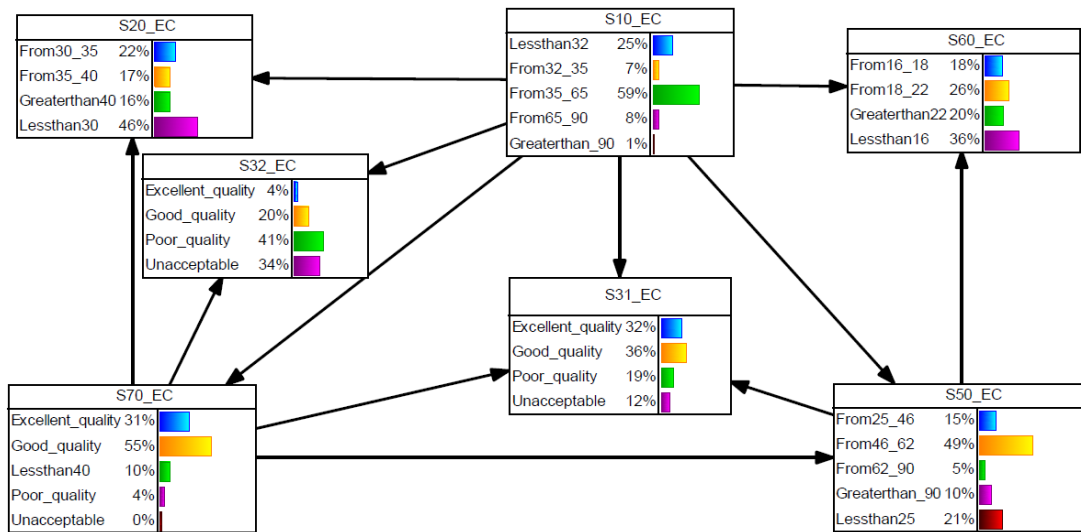 S20_EC
From30_35 22%
From35_40 17%
Greaterthan40 16%
Lessthan30 46%
S10_EC
Lessthan32 25%
From32_35 7%
From35_65 59%
From65_90 8%
Greaterthan_90 1%
S60_EC
From16_18 18%
From18_22 26%
Greaterthan22 20%
Lessthan16 36%
S32_EC
Excellent_quality 4%
Good_quality 20%
Poor_quality 41%
Unacceptable 34%
S31_EC
Excellent_quality 32%
Good_quality 36%
Poor_quality 19%
Unacceptable 12%
S70_EC
Excellent_quality 31%
Good_quality 55%
Lessthan40 10%
Poor_quality 4%
Unacceptable 0%
S50_EC
From25_46 15%
From46_62 49%
From62_90 5%
Greaterthan_90 10%
Lessthan25 21%